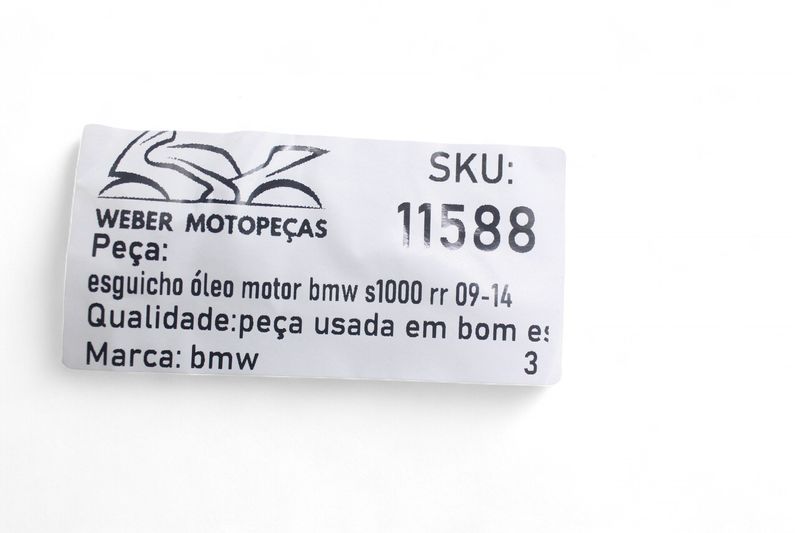 WEBER MOTOPEÇAS
SKU:
11588
Peça:
esguicho óleo motor bmw s1000 rr 09-14
Qualidade:peça usada em bom es
Marca: bmw
3